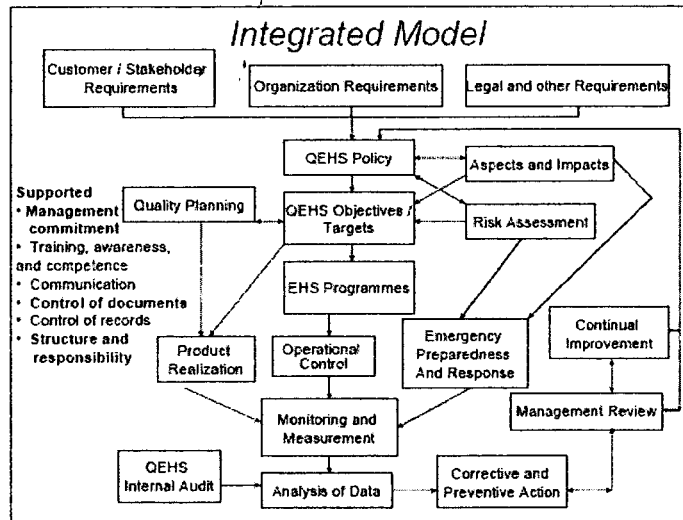 Integrated Model
Customer / Stakeholder
Requirements
Organization Requirements
Legal and other Requirements
QEHS Policy
Aspects and Impacts
Supported
• Management
commitment
• Training, awareness,
and competence
• Communication
• Control of documents
• Control of records
• Structure and
responsibility
Quality Planning
QEHS Objectives /
Targets
Risk Assessment
EHS Programmes
Product
Realization
Operational
Control
Emergency
Preparedness
And Response
Continual
Improvement
Monitoring and
Measurement
Management Review
QEHS
Internal Audit
Analysis of Data
Corrective and
Preventive Action